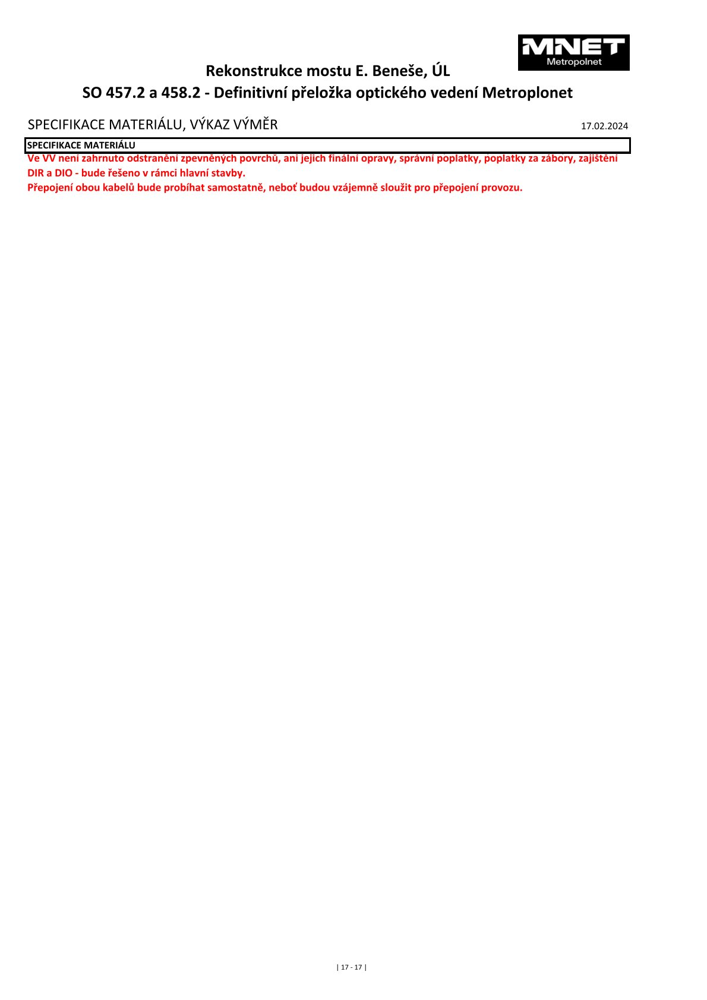 MNET
Metropolnet
Rekonstrukce mostu E. Beneše, ÚL
SO 457.2 a 458.2 - Definitivní přeložka optického vedení Metroplonet
SPECIFIKACE MATERIÁLU, VÝKAZ VÝMĚR 17.02.2024
SPECIFIKACE MATERIÁLU
Ve VV není zahrnuto odstranění zpevněných povrchů, ani jejich finální opravy, správní poplatky, poplatky za zábory, zajištění
DIR a DIO - bude řešeno v rámci hlavní stavby.
Přepojení obou kabelů bude probíhat samostatně, neboť budou vzájemně sloužit pro přepojení provozu.
| 17 - 17 |